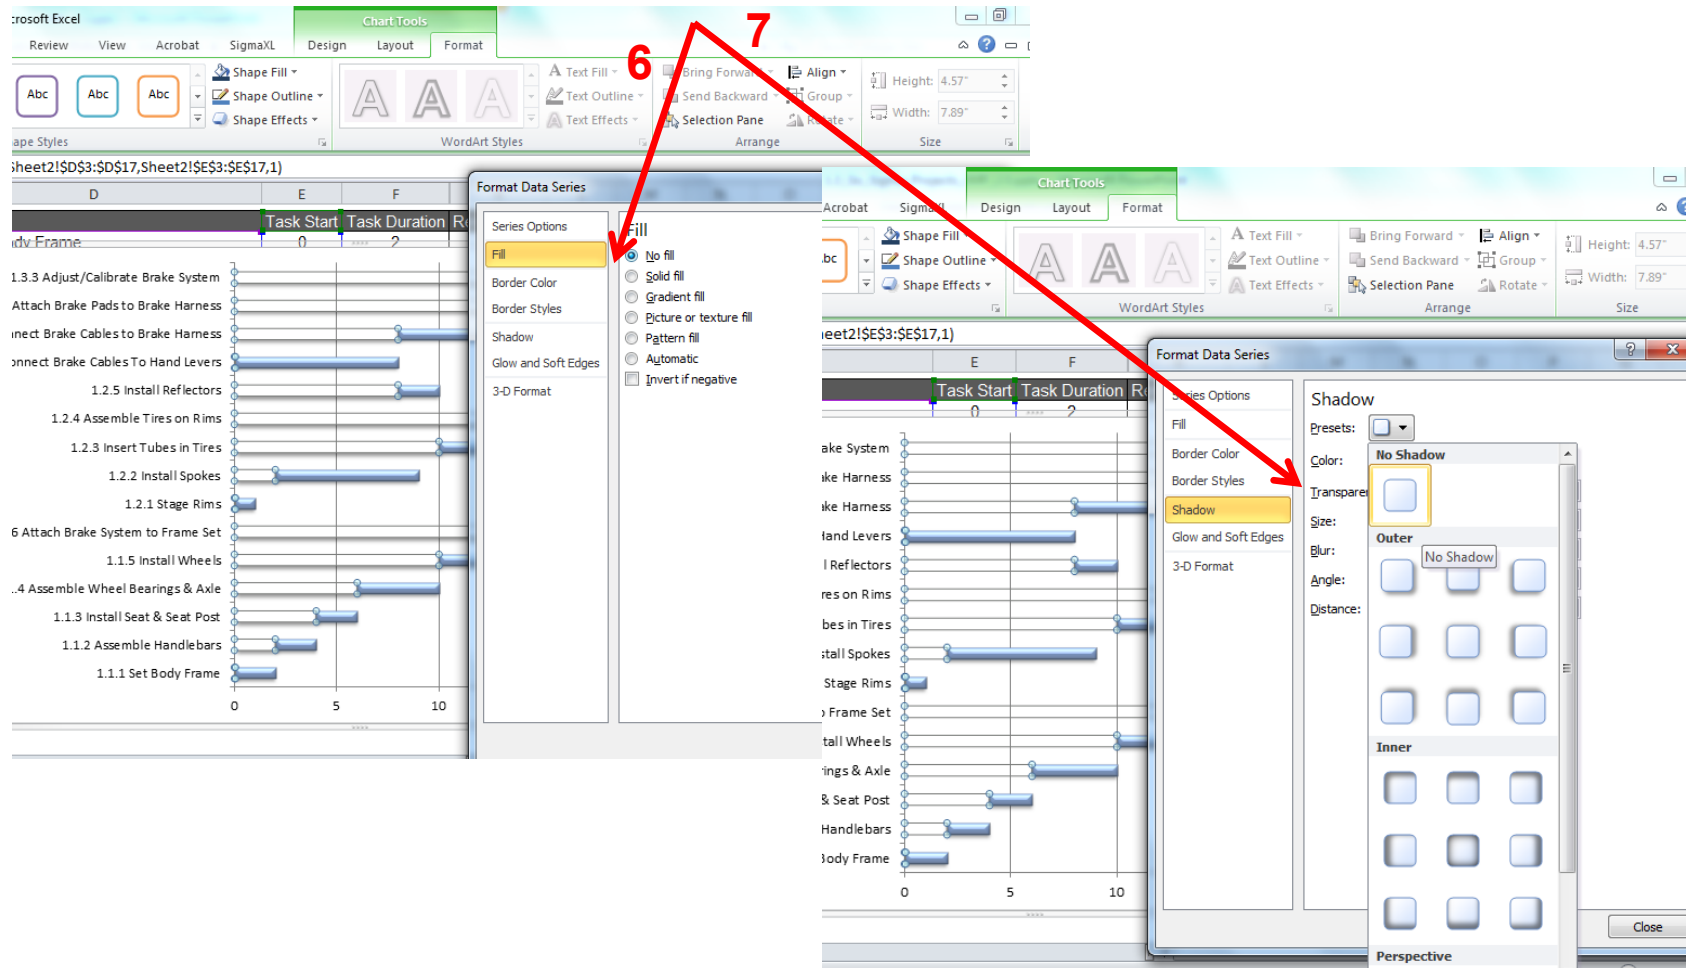 crosoft Excel
Chart Tools
7
Review View Acrobat SigmaXL Design Layout Format
6
Abc Abc Abc
Shape Fill
Shape Outline
Shape Effects
A A A
A Text Fill
Text Outline
Text Effects
Bring Forward
Send Backward
Selection Pane
Align
Group
Rotate
Height: 4.57"
Width: 7.89"
ape Styles
WordArt Styles
Arrange
Size
Sheet2!$D$3:$D$17,Sheet2!$E$3:$E$17,1)
D E F
Task Start Task Duration Re
dy Frame 0 2
1.3.3 Adjust/Calibrate Brake System
Attach Brake Pads to Brake Harness
nnect Brake Cables to Brake Harness
onnect Brake Cables To Hand Levers
1.2.5 Install Reflectors
1.2.4 Assemble Tires on Rims
1.2.3 Insert Tubes in Tires
1.2.2 Install Spokes
1.2.1 Stage Rims
6 Attach Brake System to Frame Set
1.1.5 Install Wheels
..4 Assemble Wheel Bearings & Axle
1.1.3 Install Seat & Seat Post
1.1.2 Assemble Handlebars
1.1.1 Set Body Frame
0 5 10
Format Data Series
Series Options
Fill
Border Color
Border Styles
Shadow
Glow and Soft Edges
3-D Format
Fill
No fill
Solid fill
Gradient fill
Picture or texture fill
Pattern fill
Automatic
Invert if negative
Chart Tools
Acrobat SigmaXL Design Layout Format
bc
Shape Fill
Shape Outline
Shape Effects
A A A
A Text Fill
Text Outline
Text Effects
Bring Forward
Send Backward
Selection Pane
Align
Group
Rotate
Height: 4.57"
Width: 7.89"
WordArt Styles
Arrange
Size
eet2!$E$3:$E$17,1)
E F
Task Start Task Duration Re
0 2
ake System
ke Harness
ke Harness
Hand Levers
l Reflectors
res on Rims
bes in Tires
stall Spokes
Stage Rims
o Frame Set
tall Wheels
rings & Axle
& Seat Post
Handlebars
Body Frame
0 5 10
Format Data Series
Series Options
Fill
Border Color
Border Styles
Shadow
Glow and Soft Edges
3-D Format
Shadow
Presets:
Color:
Transparen
Size:
Blur:
Angle:
Distance:
No Shadow
Outer
No Shadow
Inner
Perspective
Close